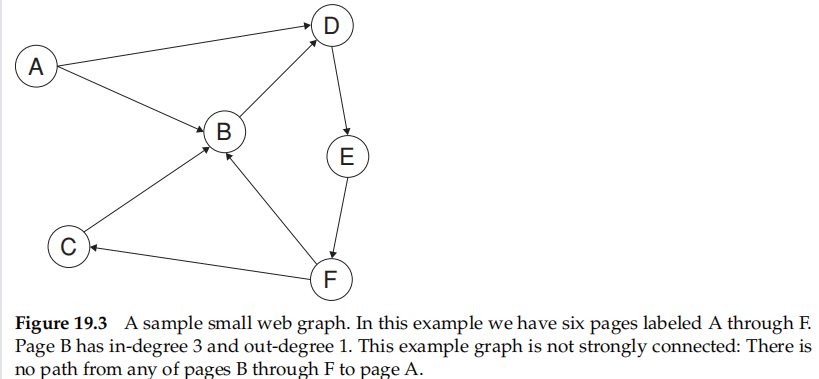 D
A
B
E
C
F
Figure 19.3 A sample small web graph. In this example we have six pages labeled A through F.
Page B has in-degree 3 and out-degree 1. This example graph is not strongly connected: There is
no path from any of pages B through F to page A.